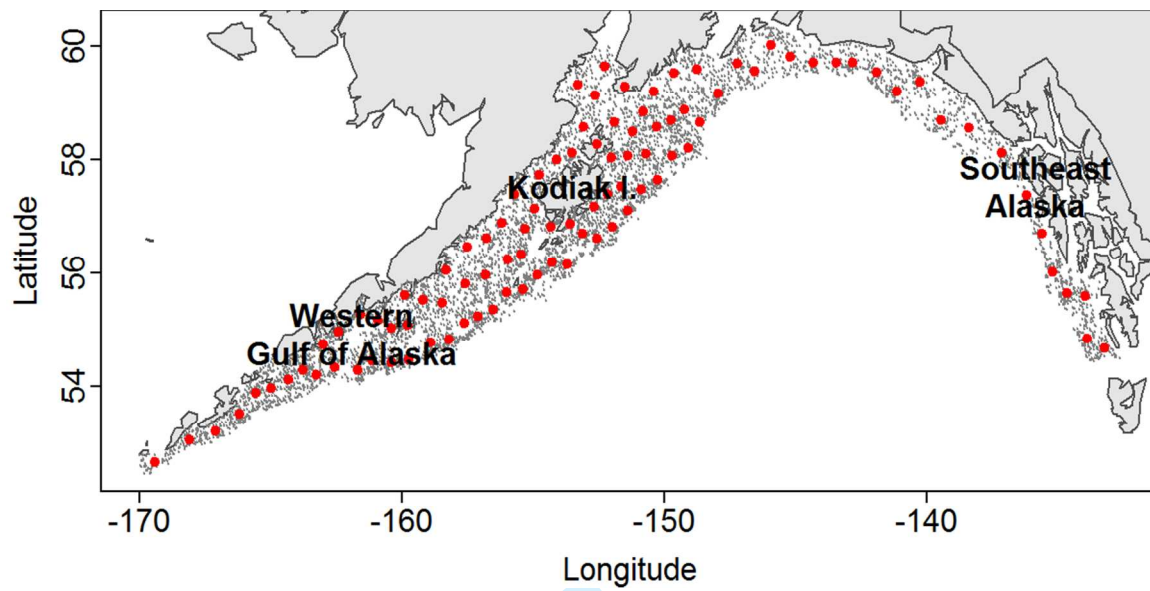 60
58
56
54
Latitude
Kodiak I.
Southeast
Alaska
Western
Gulf of Alaska
-170
-160
-150
-140
Longitude